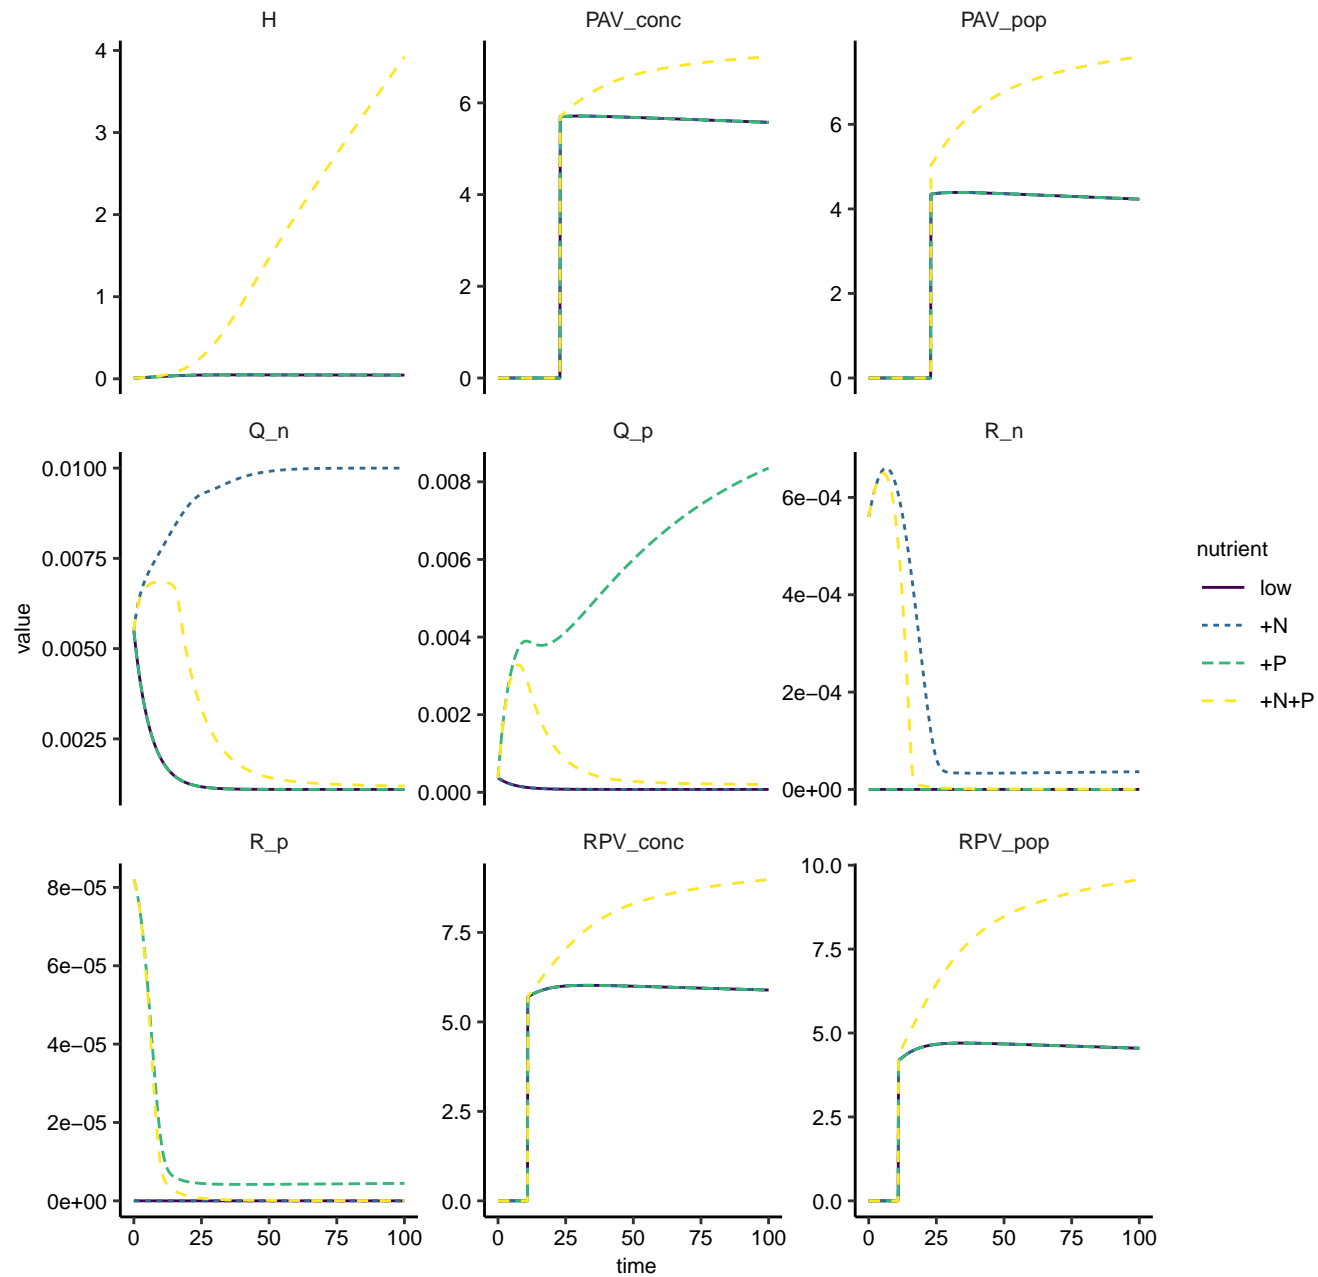 H
PAV_conc
PAV_pop
4
3
2
1
0
6
4
2
0
6
4
2
0
Q_n
Q_p
R_n
0.0100
0.0075
0.0050
0.0025
0.008
0.006
0.004
0.002
0.000
6e−04
4e−04
2e−04
0e+00
value
nutrient
low
+N
+P
+N+P
R_p
RPV_conc
RPV_pop
8e−05
6e−05
4e−05
2e−05
0e+00
7.5
5.0
2.5
0.0
10.0
7.5
5.0
2.5
0.0
0 25 50 75 100
0 25 50 75 100
0 25 50 75 100
time